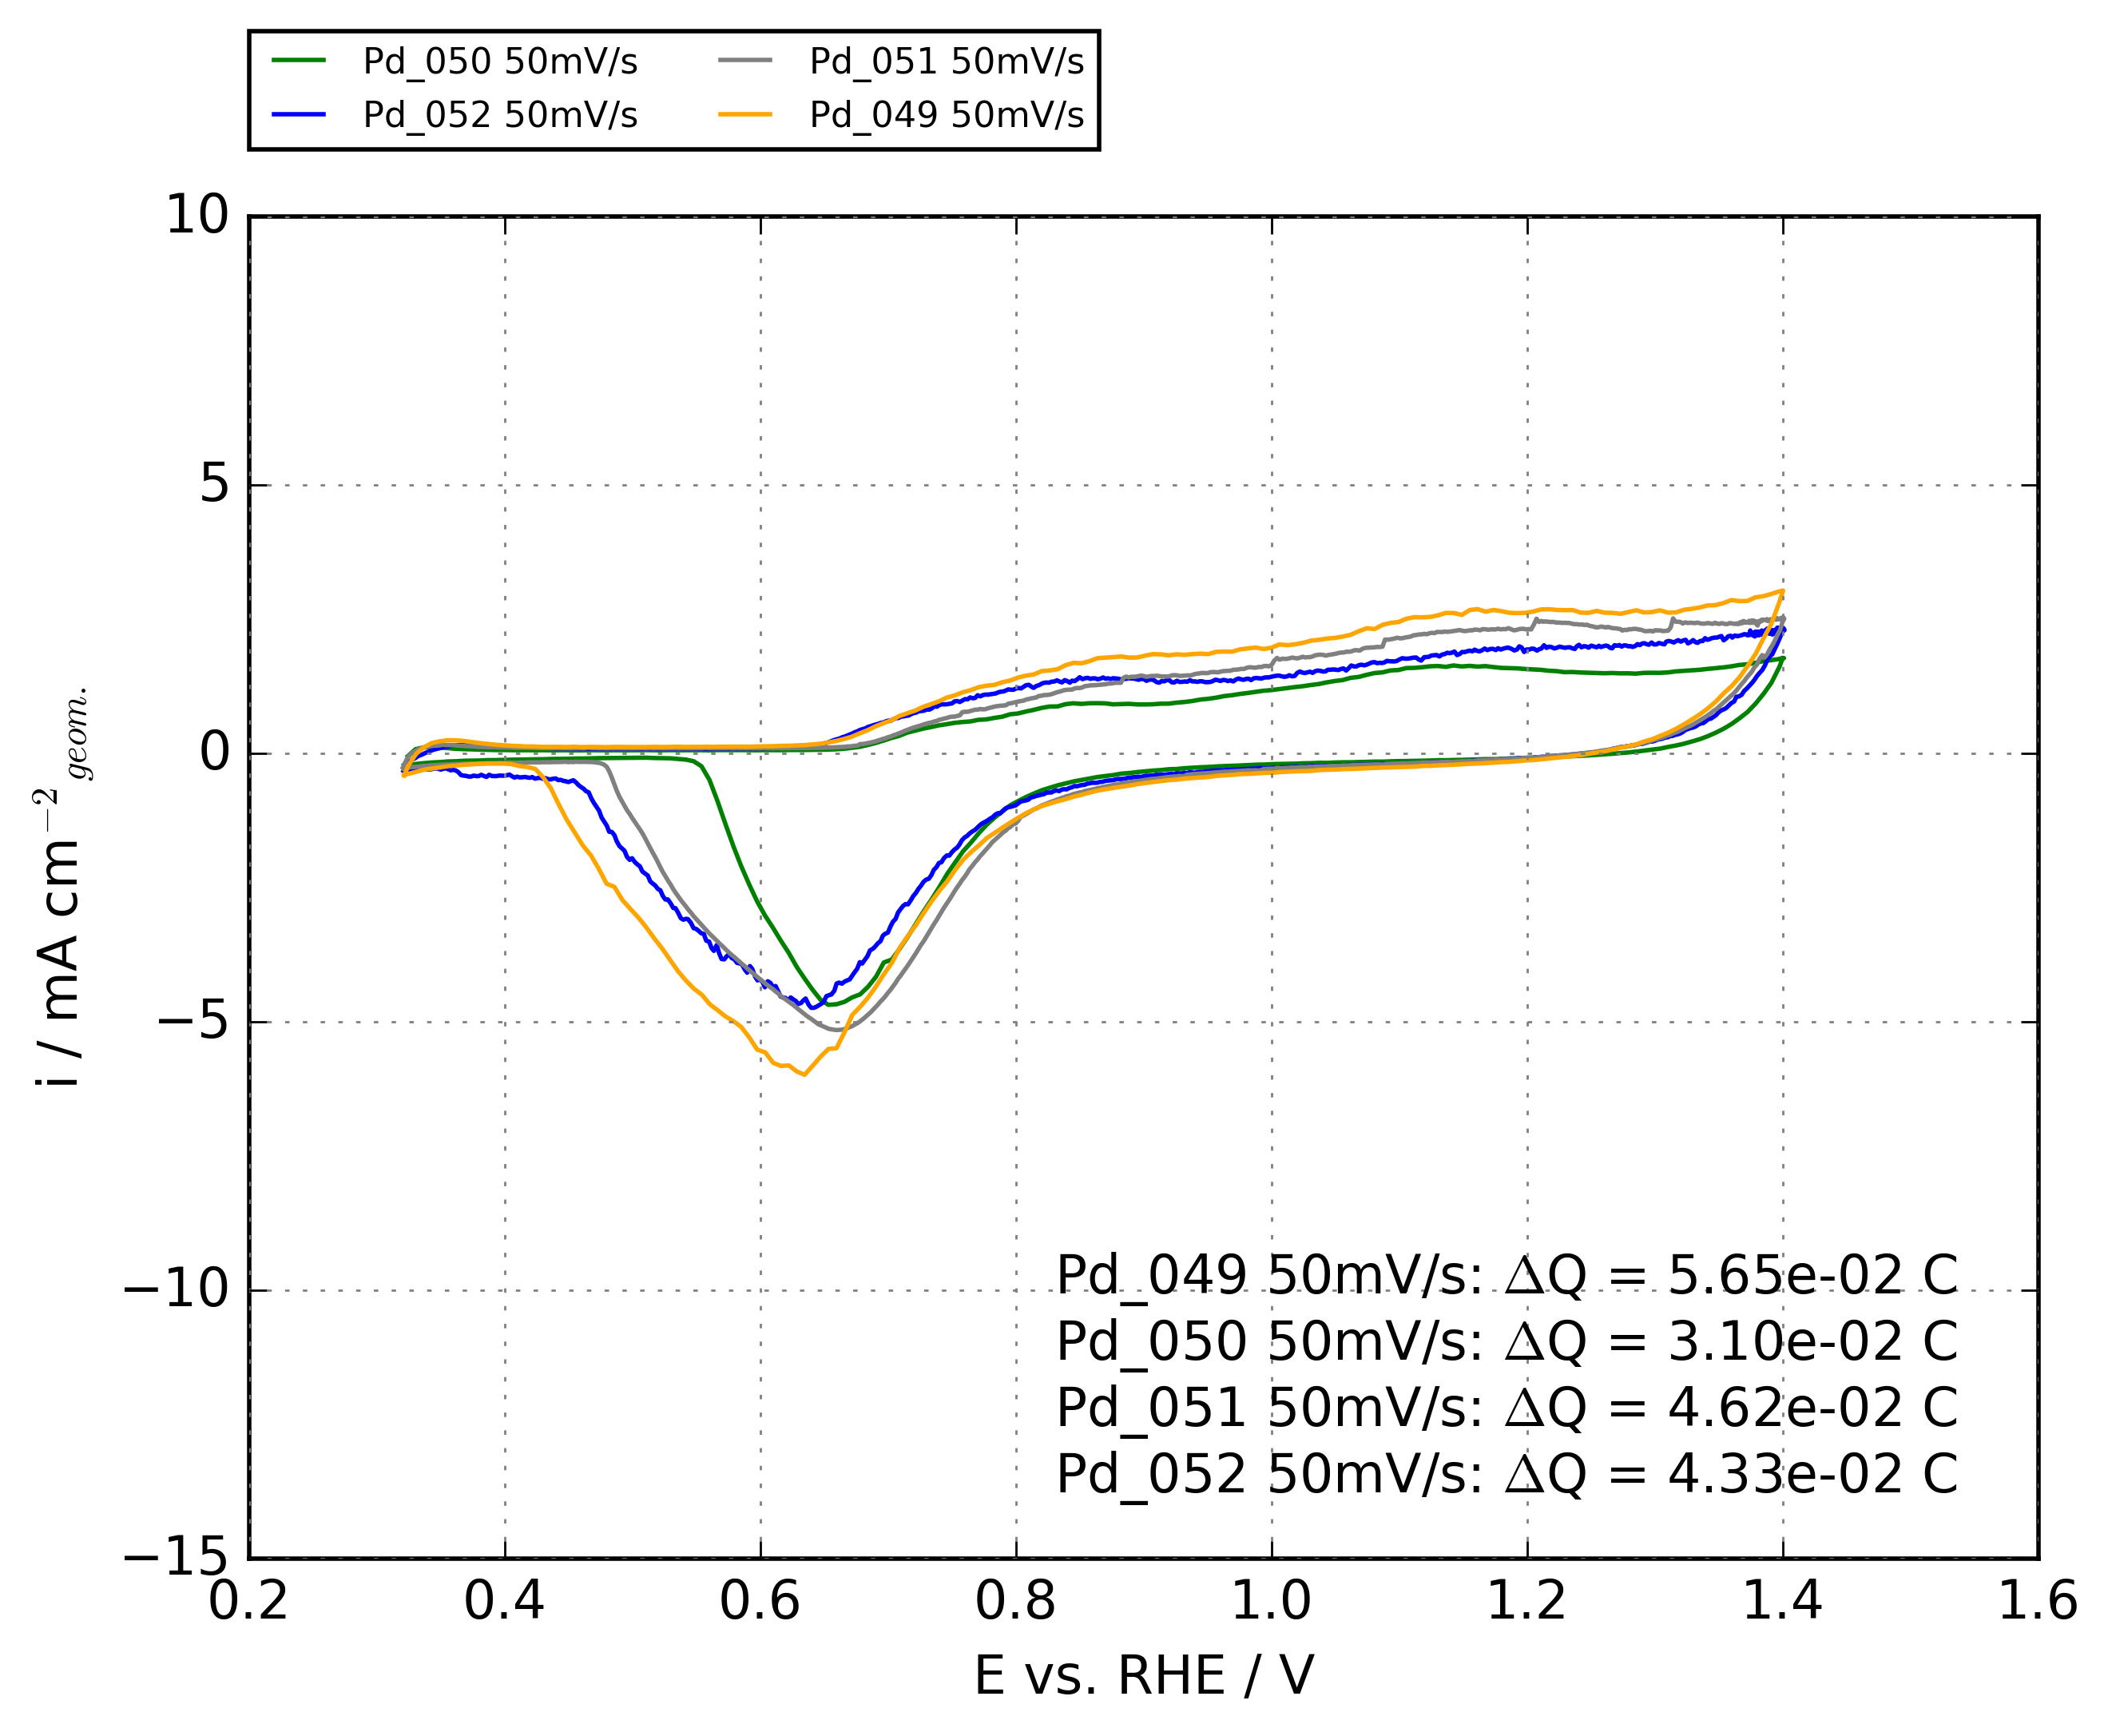 Pd_050 50mV/s Pd_051 50mV/s
Pd_052 50mV/s Pd_049 50mV/s
10
5
0
−5
−10
−15
i / mA cm⁻² geom.
Pd_049 50mV/s: ΔQ = 5.65e-02 C
Pd_050 50mV/s: ΔQ = 3.10e-02 C
Pd_051 50mV/s: ΔQ = 4.62e-02 C
Pd_052 50mV/s: ΔQ = 4.33e-02 C
0.2 0.4 0.6 0.8 1.0 1.2 1.4 1.6
E vs. RHE / V